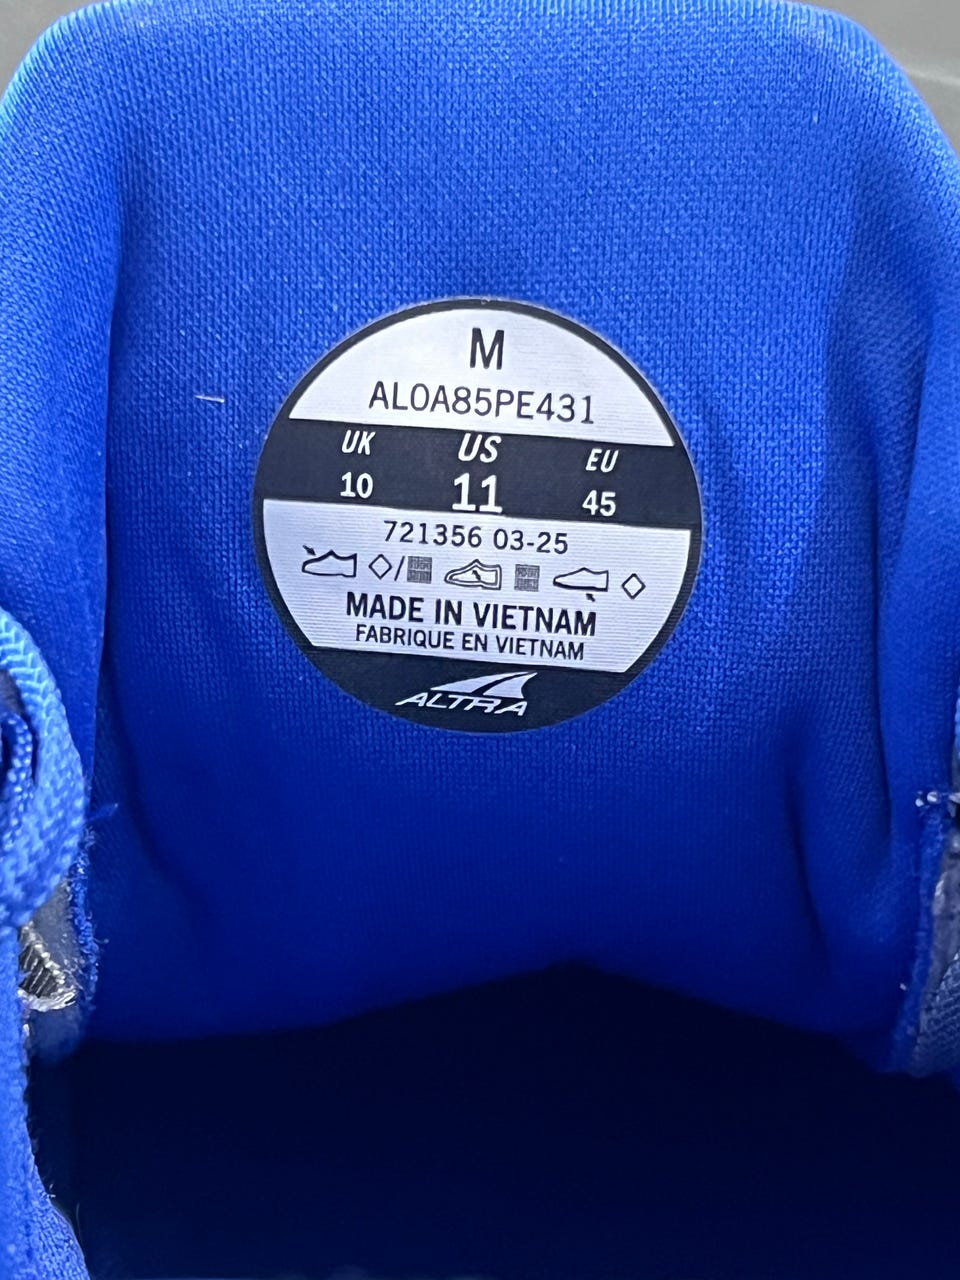 M
AL0A85PE431
UK US EU
10 11 45
721356 03-25
MADE IN VIETNAM
FABRIQUE EN VIETNAM
ALTRA